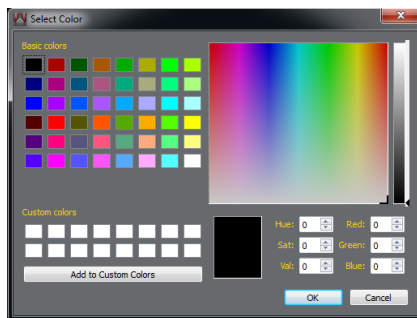 Select Color
Basic colors
Custom colors
Add to Custom Colors
Hue: 0 Red: 0
Sat: 0 Green: 0
Val: 0 Blue: 0
OK Cancel